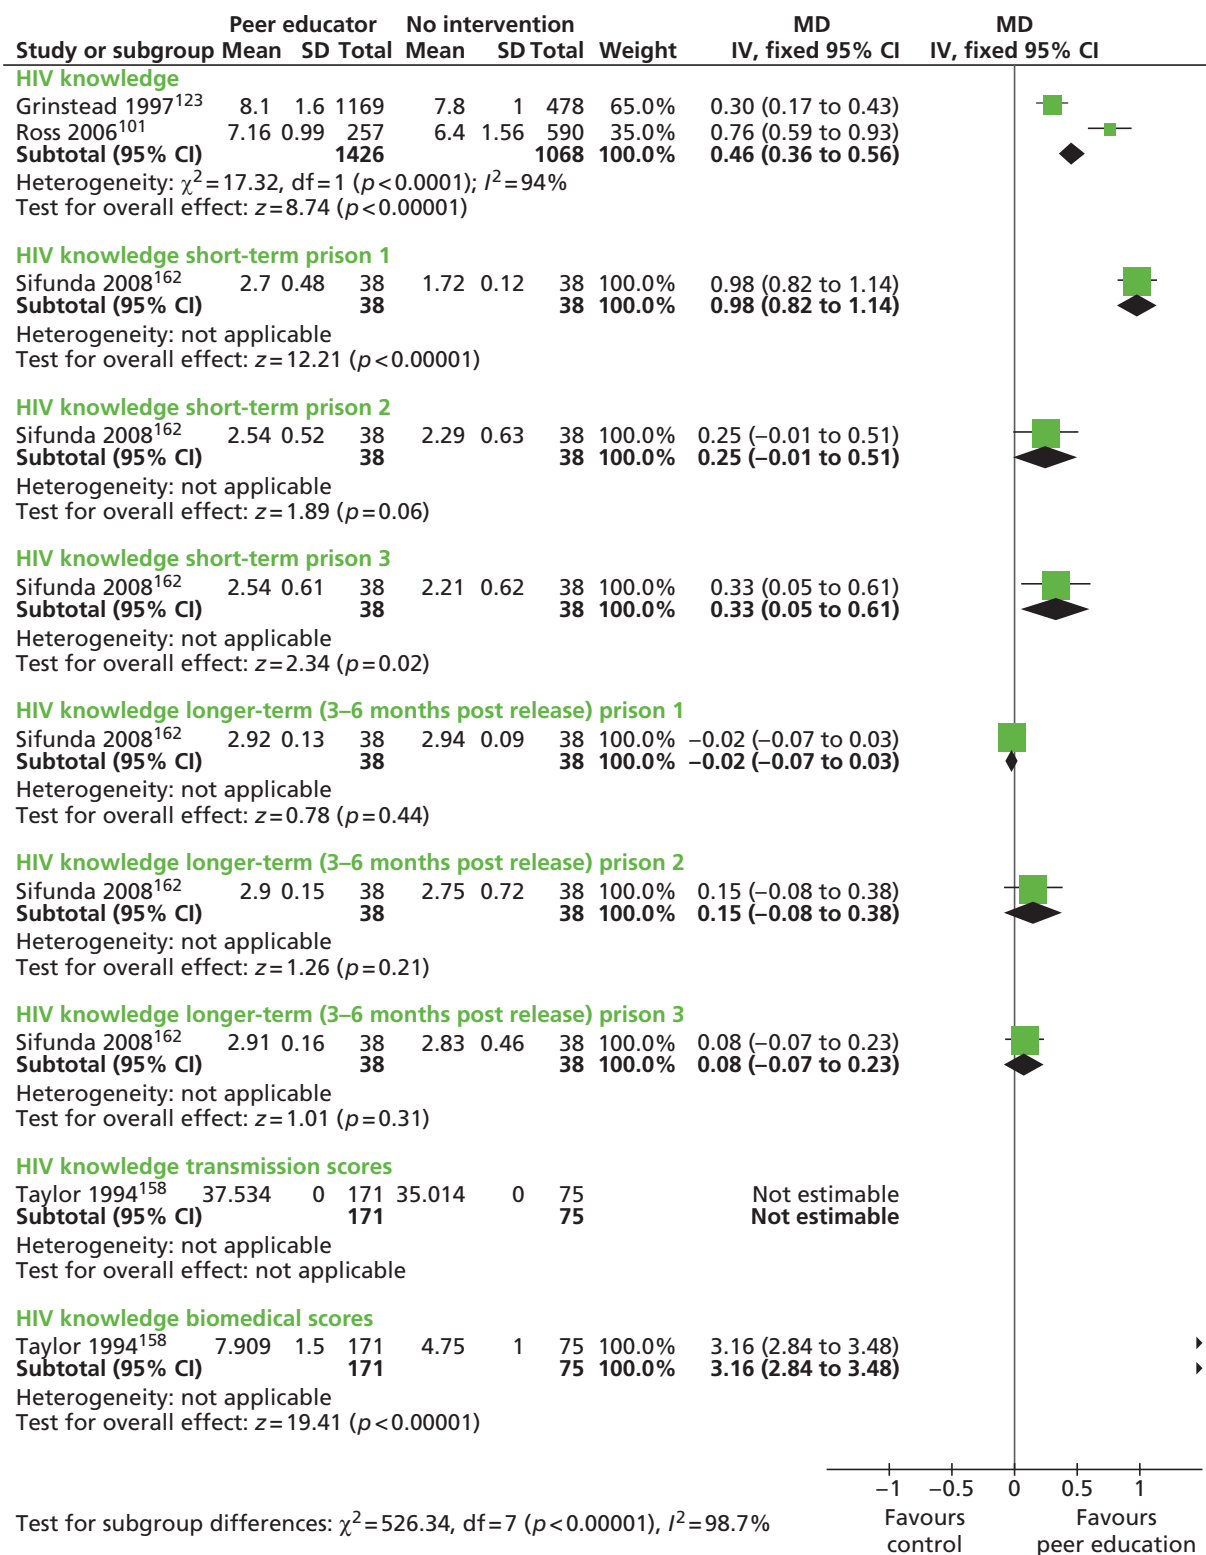 Peer educator No intervention MD MD
Study or subgroup Mean SD Total Mean SD Total Weight IV, fixed 95% CI IV, fixed 95% CI
HIV knowledge
Grinstead 1997123 8.1 1.6 1169 7.8 1 478 65.0% 0.30 (0.17 to 0.43)
Ross 2006101 7.16 0.99 257 6.4 1.56 590 35.0% 0.76 (0.59 to 0.93)
Subtotal (95% CI) 1426 1068 100.0% 0.46 (0.36 to 0.56)
Heterogeneity: χ2=17.32, df=1 (p<0.0001); I2=94%
Test for overall effect: z=8.74 (p<0.00001)
HIV knowledge short-term prison 1
Sifunda 2008162 2.7 0.48 38 1.72 0.12 38 100.0% 0.98 (0.82 to 1.14)
Subtotal (95% CI) 38 38 100.0% 0.98 (0.82 to 1.14)
Heterogeneity: not applicable
Test for overall effect: z=12.21 (p<0.00001)
HIV knowledge short-term prison 2
Sifunda 2008162 2.54 0.52 38 2.29 0.63 38 100.0% 0.25 (−0.01 to 0.51)
Subtotal (95% CI) 38 38 100.0% 0.25 (−0.01 to 0.51)
Heterogeneity: not applicable
Test for overall effect: z=1.89 (p=0.06)
HIV knowledge short-term prison 3
Sifunda 2008162 2.54 0.61 38 2.21 0.62 38 100.0% 0.33 (0.05 to 0.61)
Subtotal (95% CI) 38 38 100.0% 0.33 (0.05 to 0.61)
Heterogeneity: not applicable
Test for overall effect: z=2.34 (p=0.02)
HIV knowledge longer-term (3–6 months post release) prison 1
Sifunda 2008162 2.92 0.13 38 2.94 0.09 38 100.0% −0.02 (−0.07 to 0.03)
Subtotal (95% CI) 38 38 100.0% −0.02 (−0.07 to 0.03)
Heterogeneity: not applicable
Test for overall effect: z=0.78 (p=0.44)
HIV knowledge longer-term (3–6 months post release) prison 2
Sifunda 2008162 2.9 0.15 38 2.75 0.72 38 100.0% 0.15 (−0.08 to 0.38)
Subtotal (95% CI) 38 38 100.0% 0.15 (−0.08 to 0.38)
Heterogeneity: not applicable
Test for overall effect: z=1.26 (p=0.21)
HIV knowledge longer-term (3–6 months post release) prison 3
Sifunda 2008162 2.91 0.16 38 2.83 0.46 38 100.0% 0.08 (−0.07 to 0.23)
Subtotal (95% CI) 38 38 100.0% 0.08 (−0.07 to 0.23)
Heterogeneity: not applicable
Test for overall effect: z=1.01 (p=0.31)
HIV knowledge transmission scores
Taylor 1994158 37.534 0 171 35.014 0 75 Not estimable
Subtotal (95% CI) 171 75 Not estimable
Heterogeneity: not applicable
Test for overall effect: not applicable
HIV knowledge biomedical scores
Taylor 1994158 7.909 1.5 171 4.75 1 75 100.0% 3.16 (2.84 to 3.48)
Subtotal (95% CI) 171 75 100.0% 3.16 (2.84 to 3.48)
Heterogeneity: not applicable
Test for overall effect: z=19.41 (p<0.00001)
−1 −0.5 0 0.5 1
Test for subgroup differences: χ2=526.34, df=7 (p<0.00001), I2=98.7%
Favours Favours
control peer education